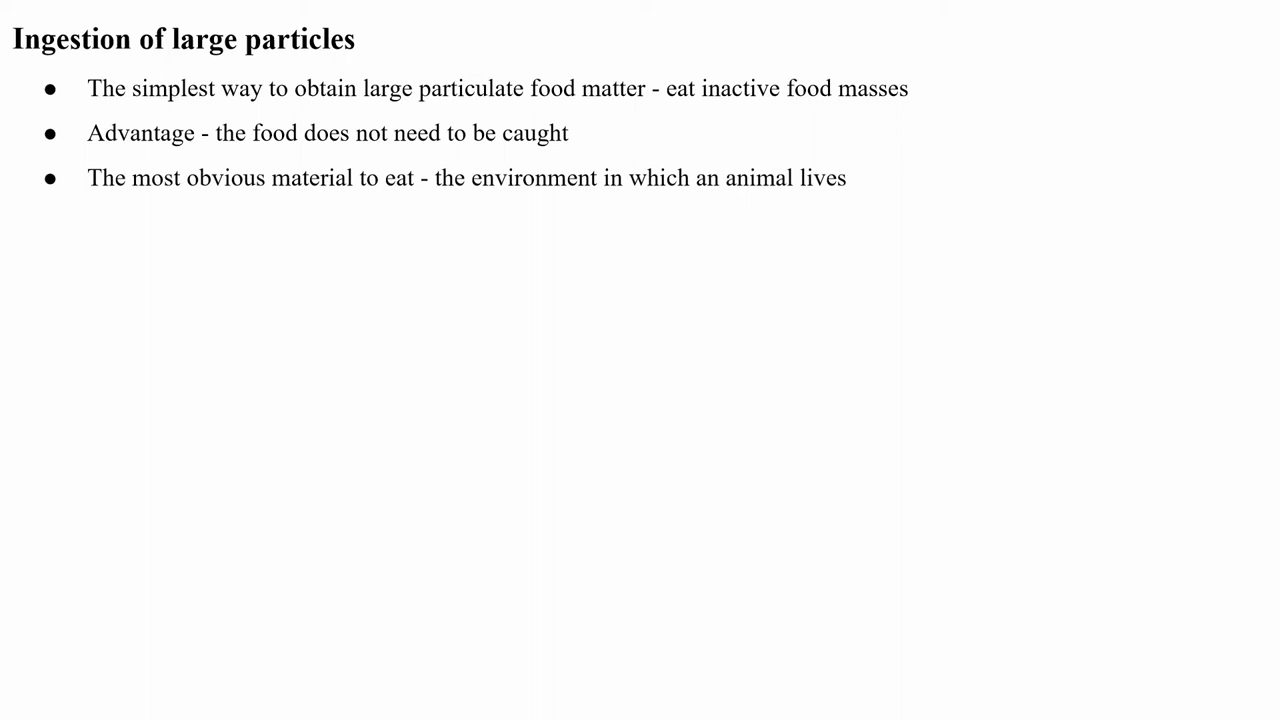 Ingestion of large particles
● The simplest way to obtain large particulate food matter - eat inactive food masses
● Advantage - the food does not need to be caught
● The most obvious material to eat - the environment in which an animal lives